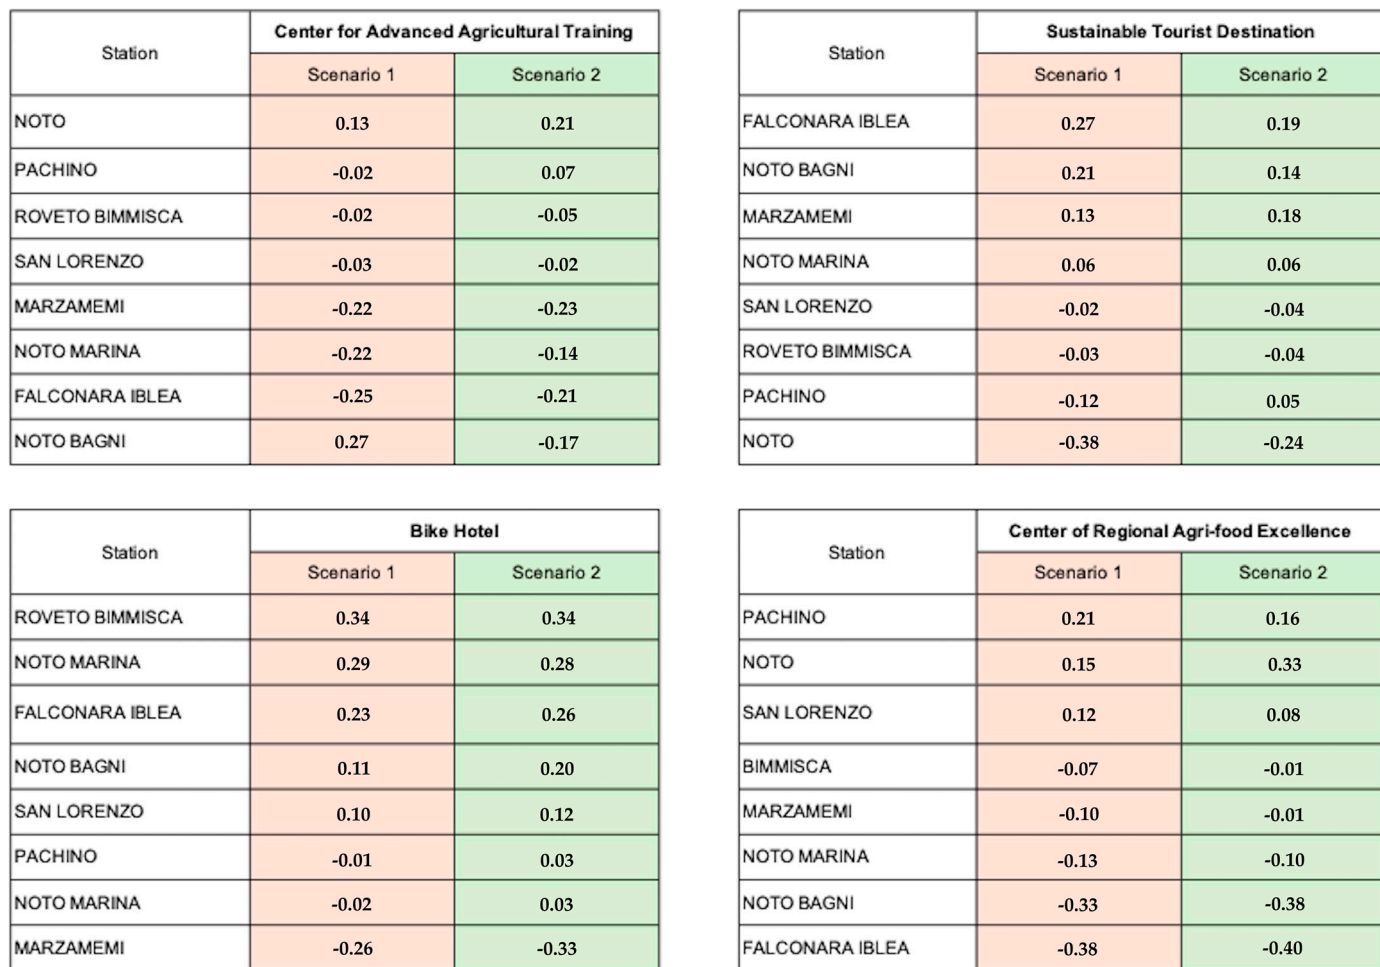 Station Center for Advanced Agricultural Training
Scenario 1 Scenario 2
NOTO 0.13 0.21
PACHINO -0.02 0.07
ROVETO BIMMISCA -0.02 -0.05
SAN LORENZO -0.03 -0.02
MARZAMEMI -0.22 -0.23
NOTO MARINA -0.22 -0.14
FALCONARA IBLEA -0.25 -0.21
NOTO BAGNI 0.27 -0.17
Station Sustainable Tourist Destination
Scenario 1 Scenario 2
FALCONARA IBLEA 0.27 0.19
NOTO BAGNI 0.21 0.14
MARZAMEMI 0.13 0.18
NOTO MARINA 0.06 0.06
SAN LORENZO -0.02 -0.04
ROVETO BIMMISCA -0.03 -0.04
PACHINO -0.12 0.05
NOTO -0.38 -0.24
Station Bike Hotel
Scenario 1 Scenario 2
ROVETO BIMMISCA 0.34 0.34
NOTO MARINA 0.29 0.28
FALCONARA IBLEA 0.23 0.26
NOTO BAGNI 0.11 0.20
SAN LORENZO 0.10 0.12
PACHINO -0.01 0.03
NOTO MARINA -0.02 0.03
MARZAMEMI -0.26 -0.33
Station Center of Regional Agri-food Excellence
Scenario 1 Scenario 2
PACHINO 0.21 0.16
NOTO 0.15 0.33
SAN LORENZO 0.12 0.08
BIMMISCA -0.07 -0.01
MARZAMEMI -0.10 -0.01
NOTO MARINA -0.13 -0.10
NOTO BAGNI -0.33 -0.38
FALCONARA IBLEA -0.38 -0.40